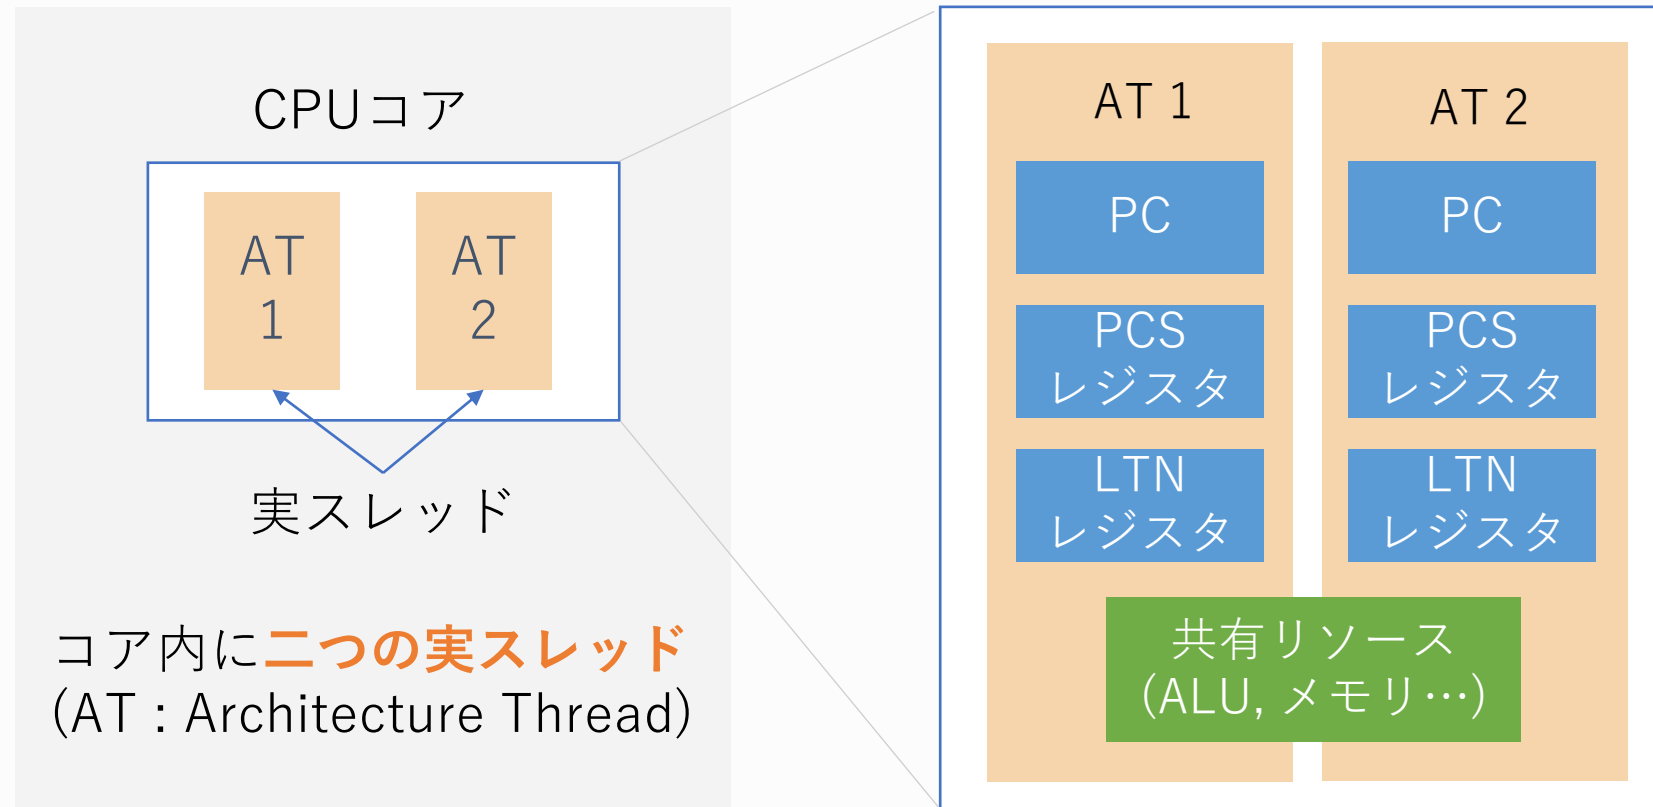 CPUコア
AT
1
AT
2
実スレッド
コア内に二つの実スレッド
(AT : Architecture Thread)
AT 1
PC
PCS
レジスタ
LTN
レジスタ
AT 2
PC
PCS
レジスタ
LTN
レジスタ
共有リソース
(ALU, メモリ…)